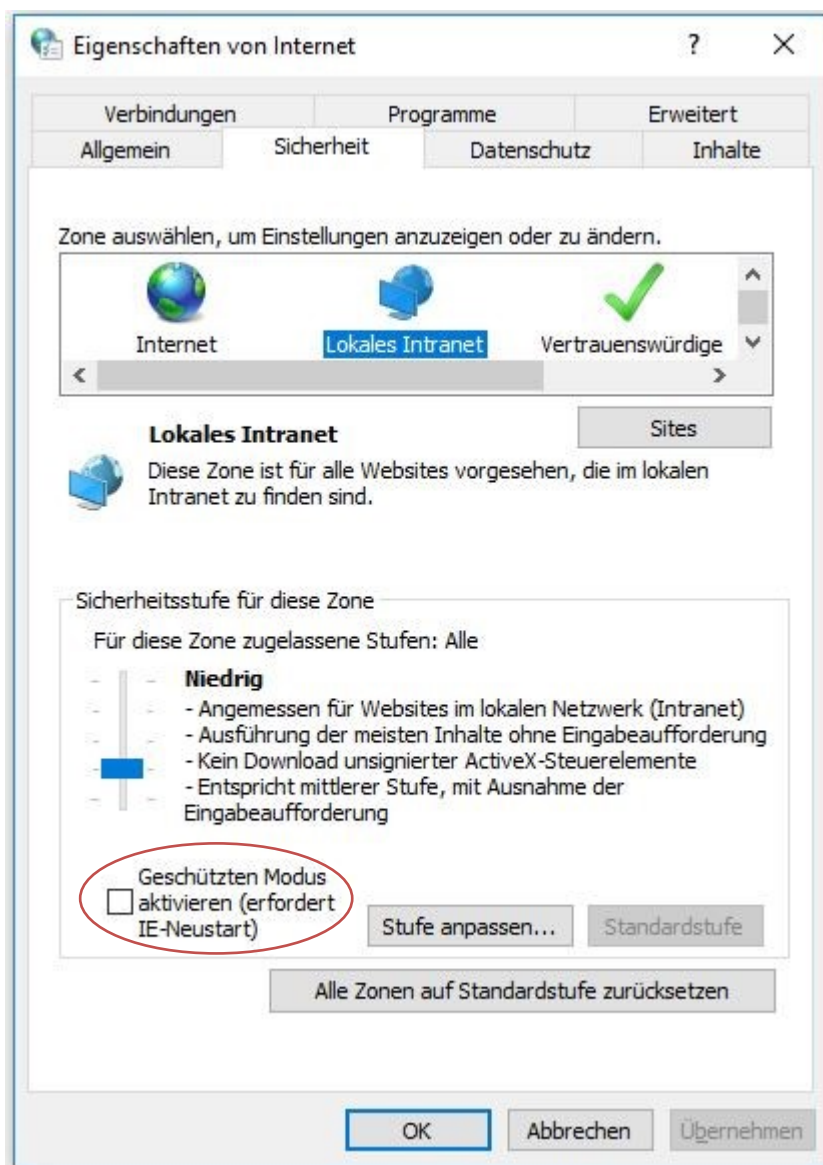 Eigenschaften von Internet
?
Verbindungen
Programme
Erweitert
Allgemein
Sicherheit
Datenschutz
Inhalte
Zone auswählen, um Einstellungen anzuzeigen oder zu ändern.
Internet
Lokales Intranet
Vertrauenswürdige
Lokales Intranet
Sites
Diese Zone ist für alle Websites vorgesehen, die im lokalen
Intranet zu finden sind.
Sicherheitsstufe für diese Zone
Für diese Zone zugelassene Stufen: Alle
Niedrig
- Angemessen für Websites im lokalen Netzwerk (Intranet)
- Ausführung der meisten Inhalte ohne Eingabeaufforderung
- Kein Download unsignierter ActiveX-Steuerelemente
- Entspricht mittlerer Stufe, mit Ausnahme der
Eingabeaufforderung
Geschützten Modus
aktivieren (erfordert
IE-Neustart)
Stufe anpassen...
Standardstufe
Alle Zonen auf Standardstufe zurücksetzen
OK
Abbrechen
Übernehmen